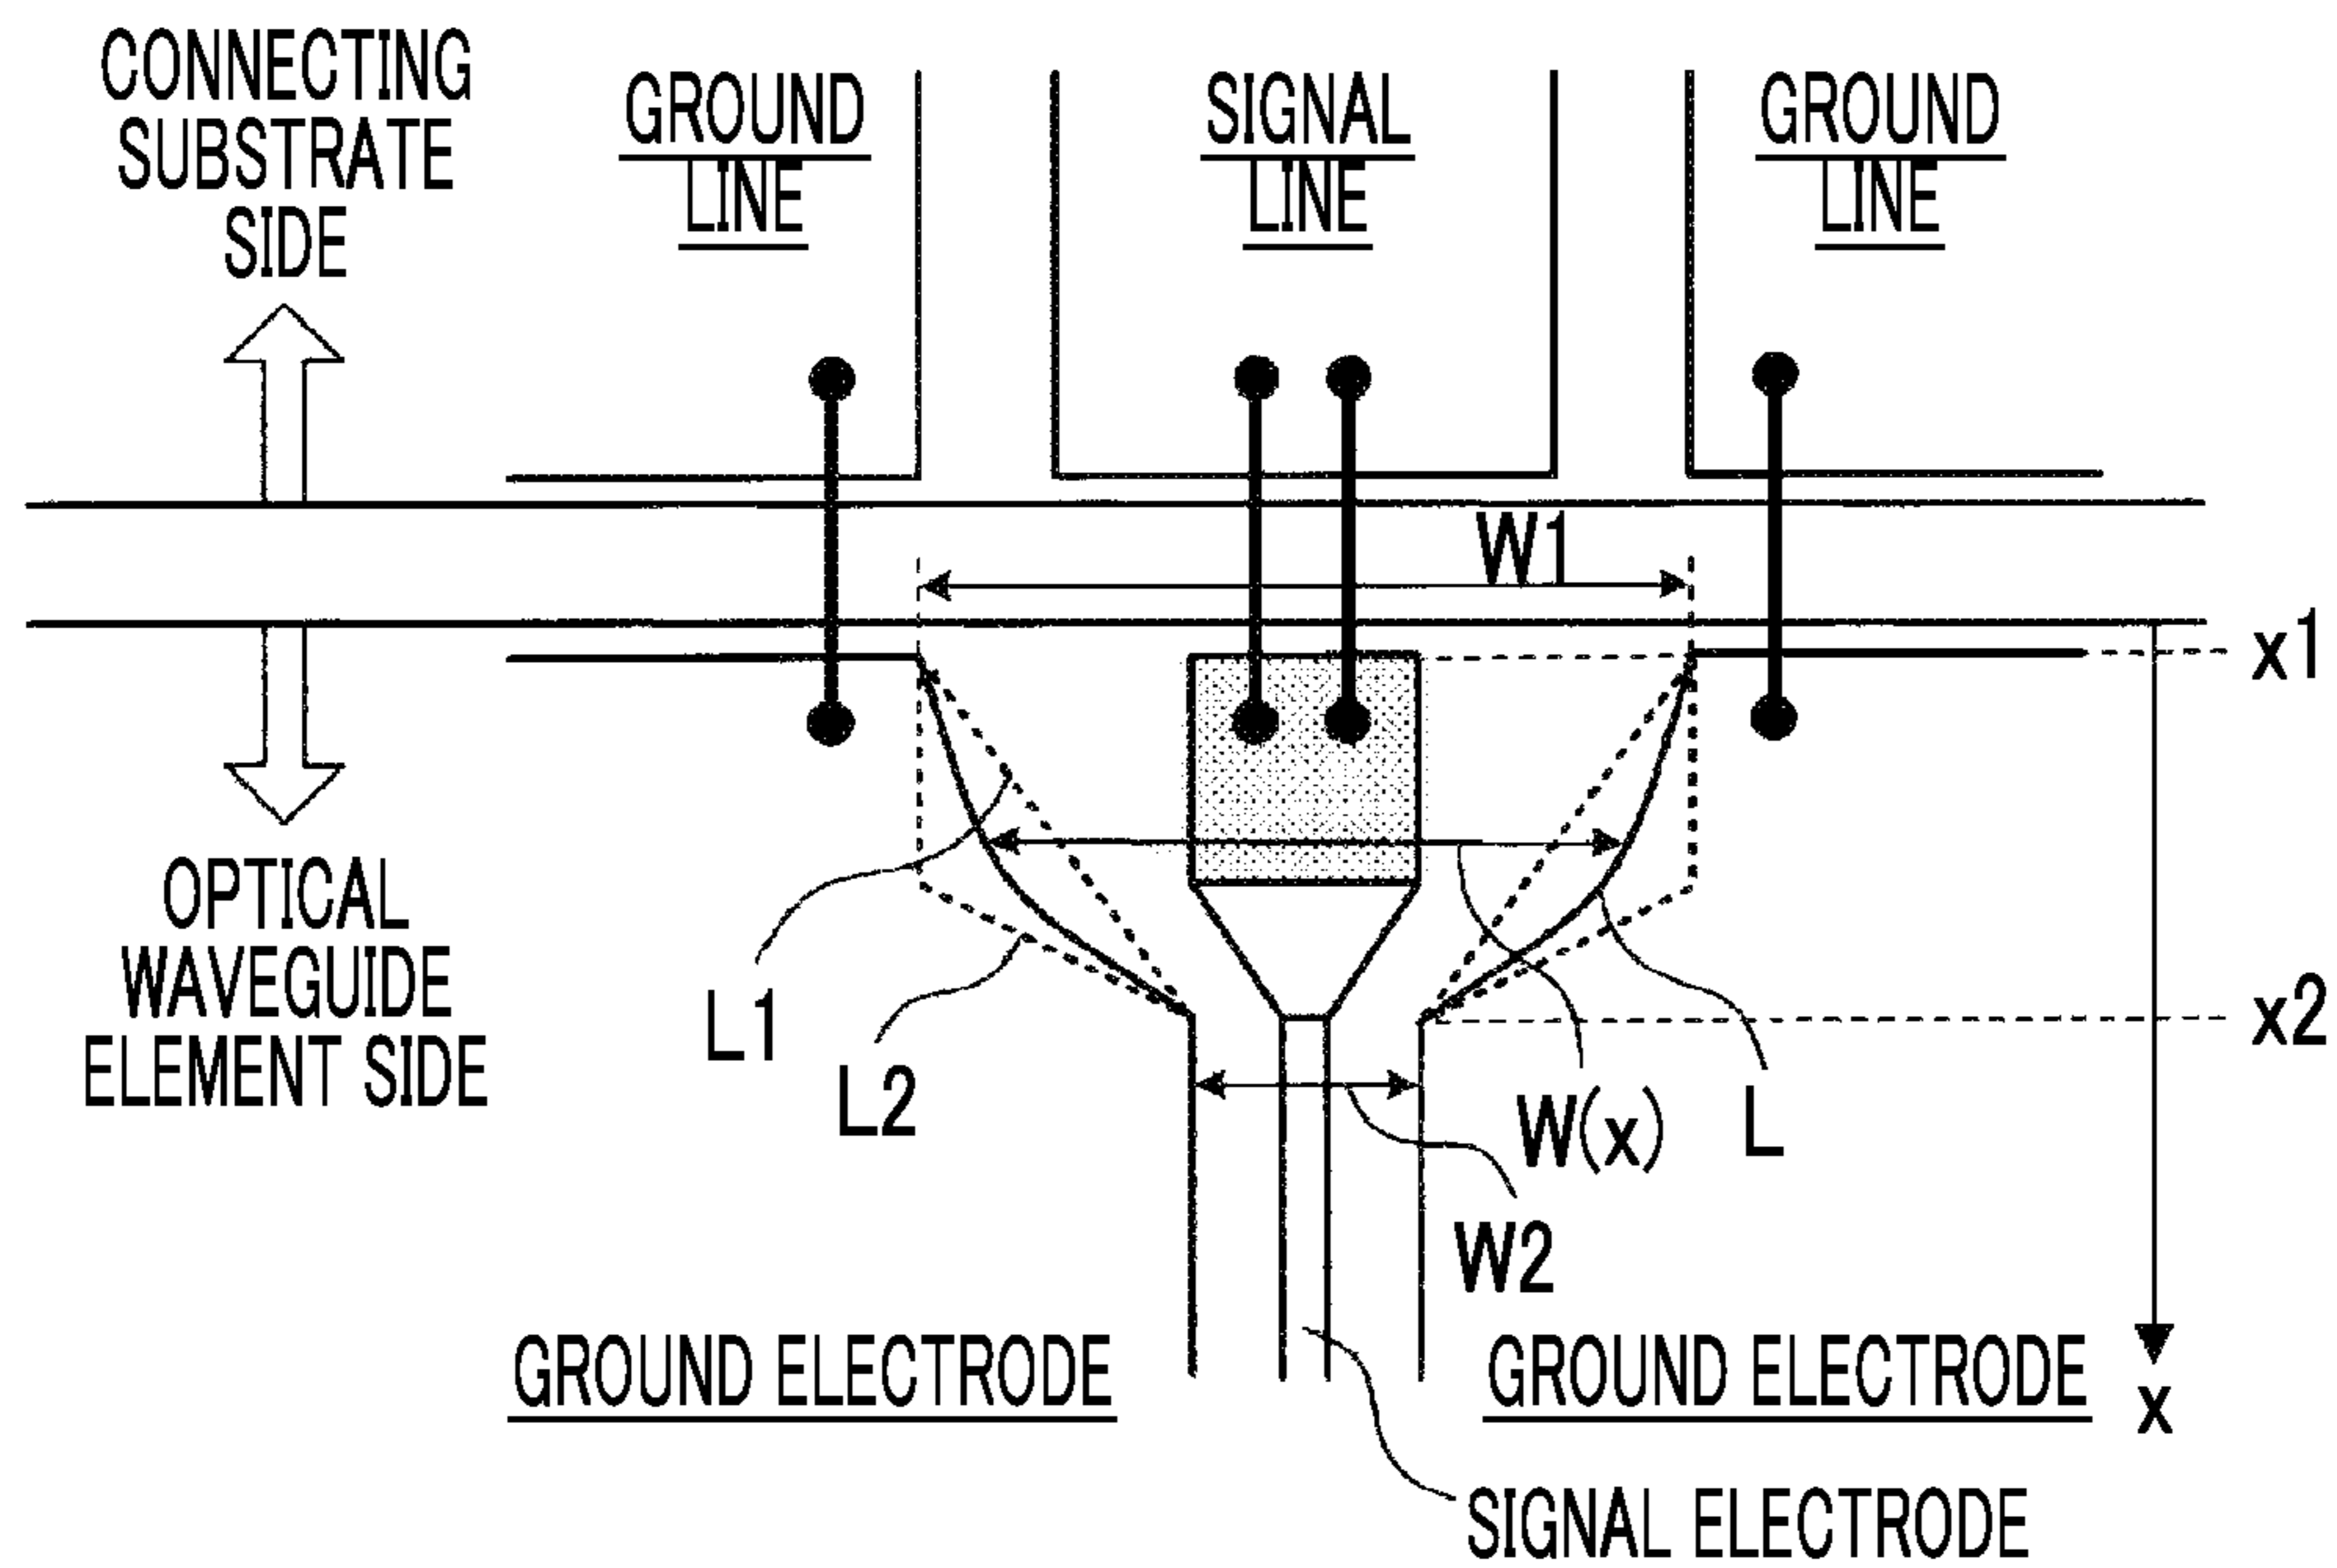 CONNECTING
SUBSTRATE
SIDE
GROUND
LINE
SIGNAL
LINE
GROUND
LINE
W1
x1
OPTICAL
WAVEGUIDE
ELEMENT SIDE
L1
L2
x2
W(x)
L
W2
GROUND ELECTRODE
GROUND ELECTRODE
x
SIGNAL ELECTRODE